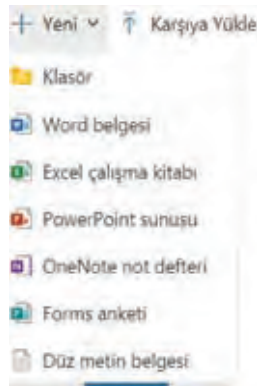 Yeni Karşıya Yükle
Klasör
Word belgesi
Excel çalışma kitabı
PowerPoint sunusu
OneNote not defteri
Forms anketi
Düz metin belgesi